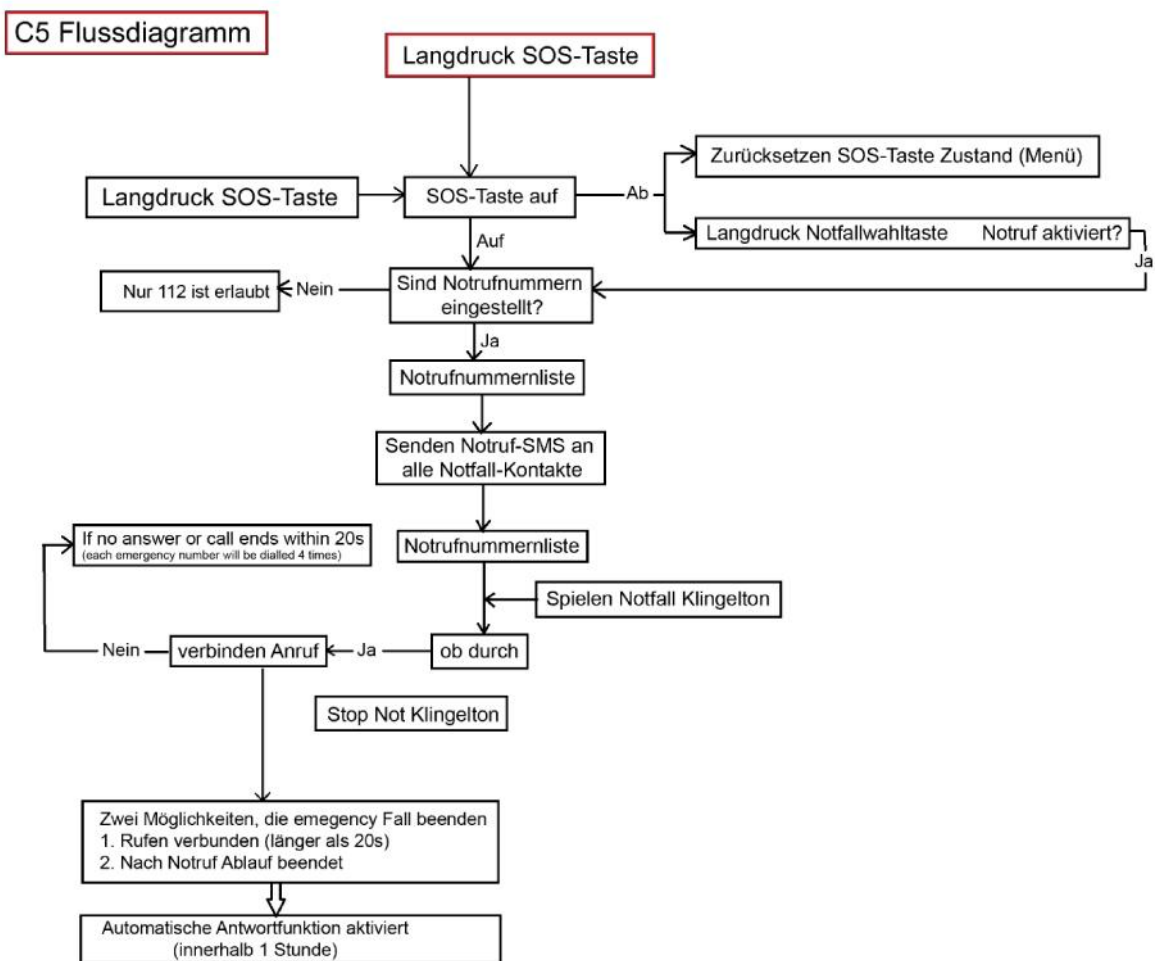 C5 Flussdiagramm
Langdruck SOS-Taste
Zurücksetzen SOS-Taste Zustand (Menü)
Langdruck SOS-Taste
SOS-Taste auf
Ab
Langdruck Notfallwahltaste Notruf aktiviert?
Auf
Ja
Nur 112 ist erlaubt
Nein
Sind Notrufnummern
eingestellt?
Ja
Notrufnummernliste
Senden Notruf-SMS an
alle Notfall-Kontakte
If no answer or call ends within 20s
(each emergency number will be dialled 4 times)
Notrufnummernliste
Spielen Notfall Klingelton
Nein
verbinden Anruf
Ja
ob durch
Stop Not Klingelton
Zwei Möglichkeiten, die emegency Fall beenden
1. Rufen verbunden (länger als 20s)
2. Nach Notruf Ablauf beendet
Automatische Antwortfunktion aktiviert
(innerhalb 1 Stunde)